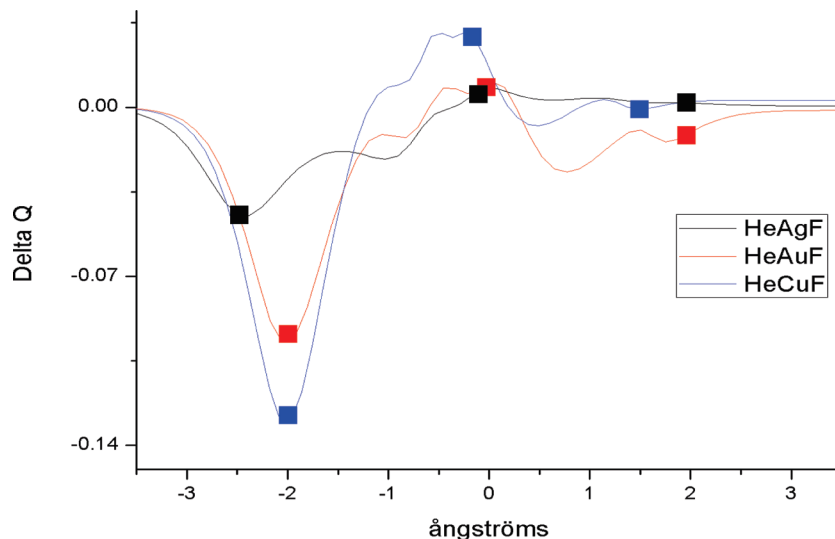 0.00
-0.07
-0.14
Delta Q
HeAgF
HeAuF
HeCuF
-3 -2 -1 0 1 2 3
ångströms